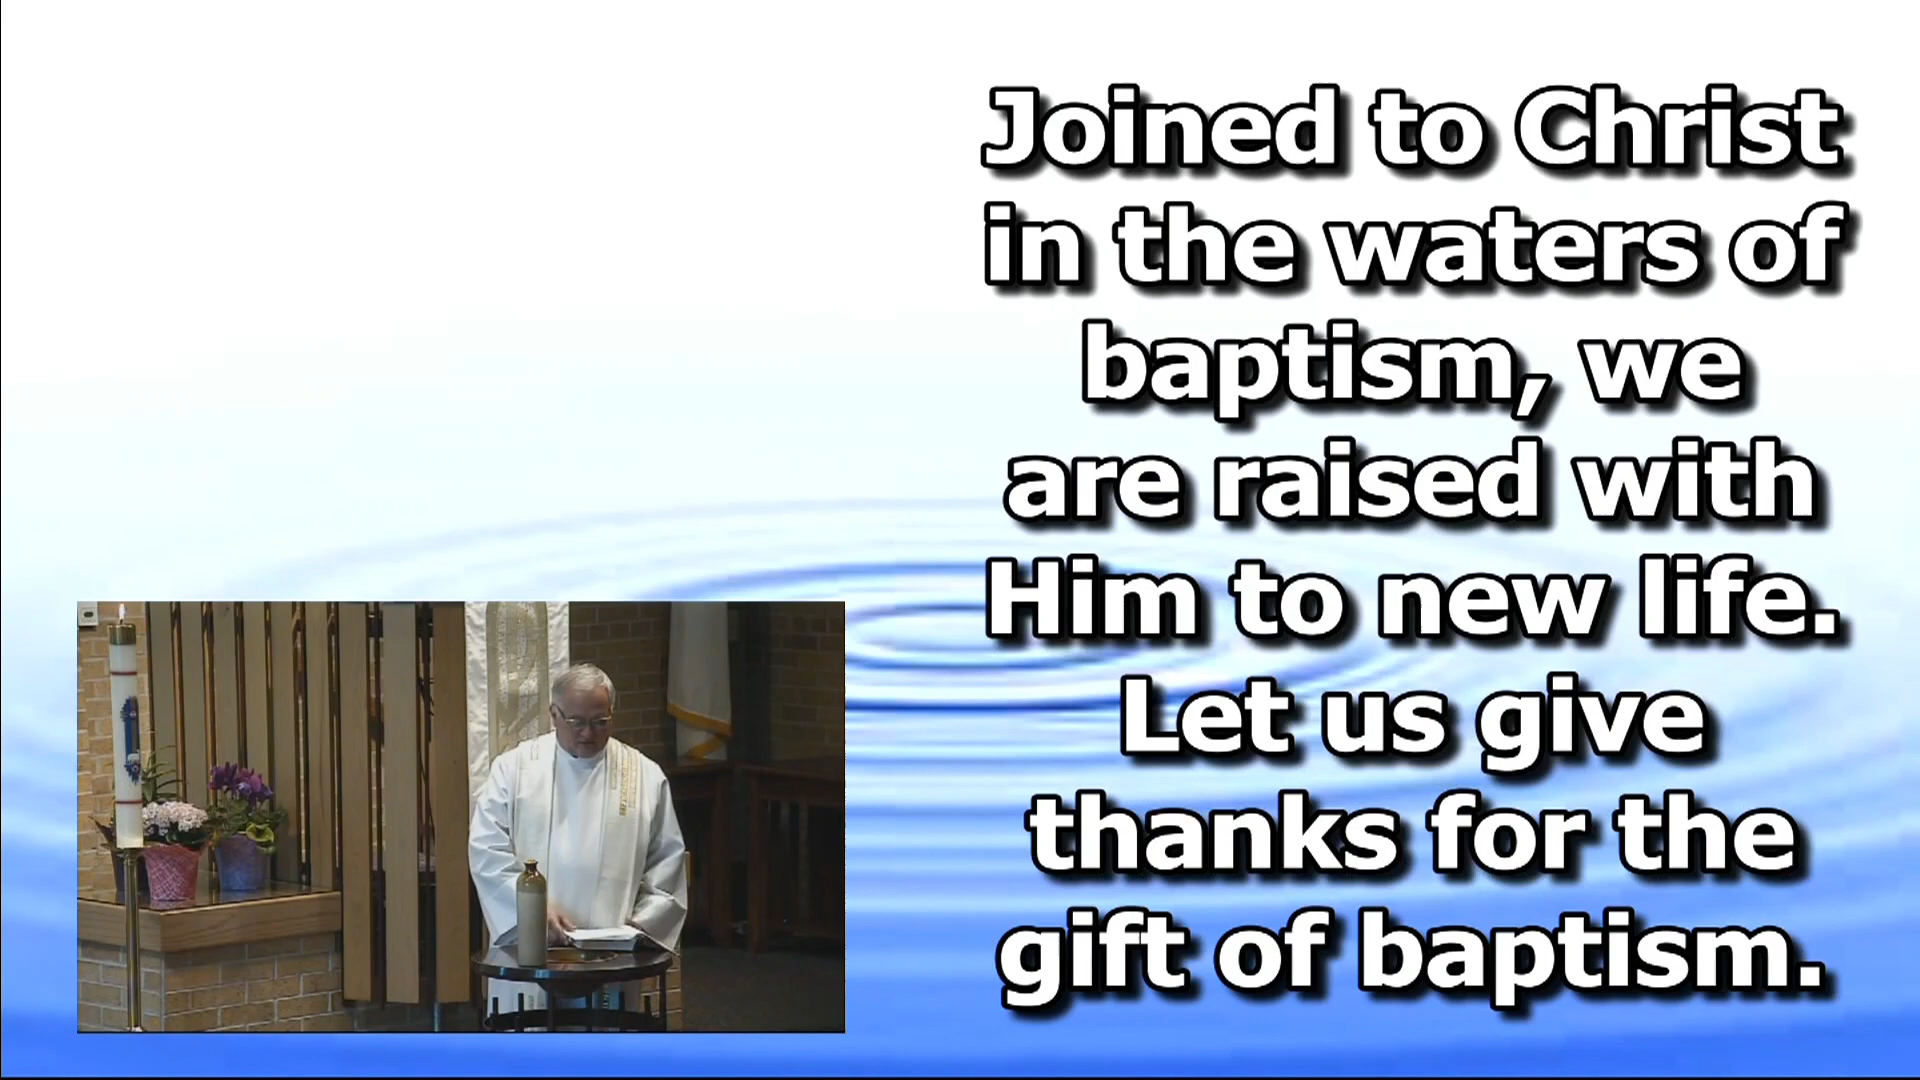 Joined to Christ
in the waters of
baptism, we
are raised with
Him to new life.
Let us give
thanks for the
gift of baptism.